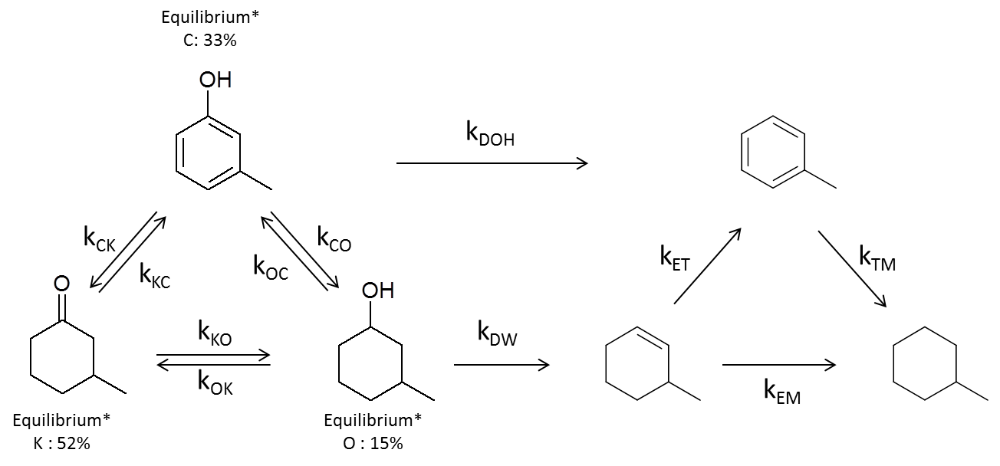 Equilibrium*
C: 33%
OH
kDOH
kCK
kKC
kCO
kOC
kET
kTM
O
OH
kKO
kOK
kDW
kEM
Equilibrium*
K : 52%
Equilibrium*
O : 15%